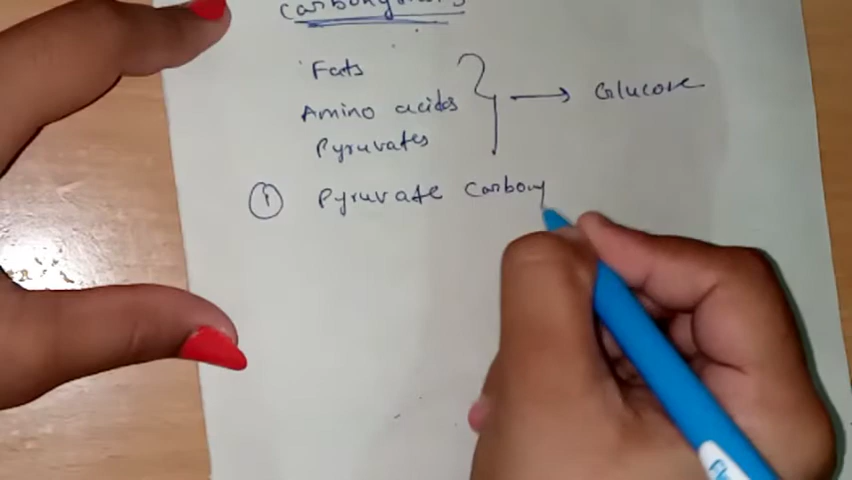 Fats
Amino acids
Pyruvates
→ Glucose
① Pyruvate Carboxy